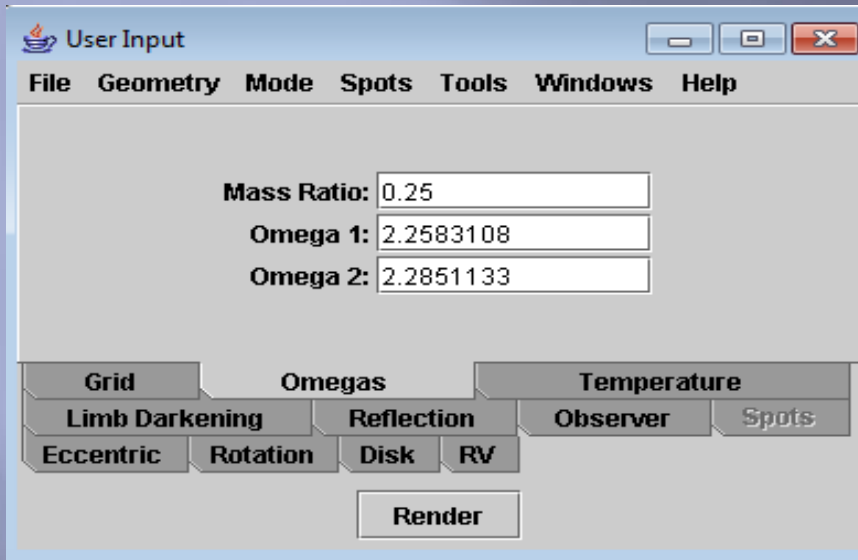 User Input
File Geometry Mode Spots Tools Windows Help
Mass Ratio: 0.25
Omega 1: 2.2583108
Omega 2: 2.2851133
Grid Omegas Temperature
Limb Darkening Reflection Observer Spots
Eccentric Rotation Disk RV
Render